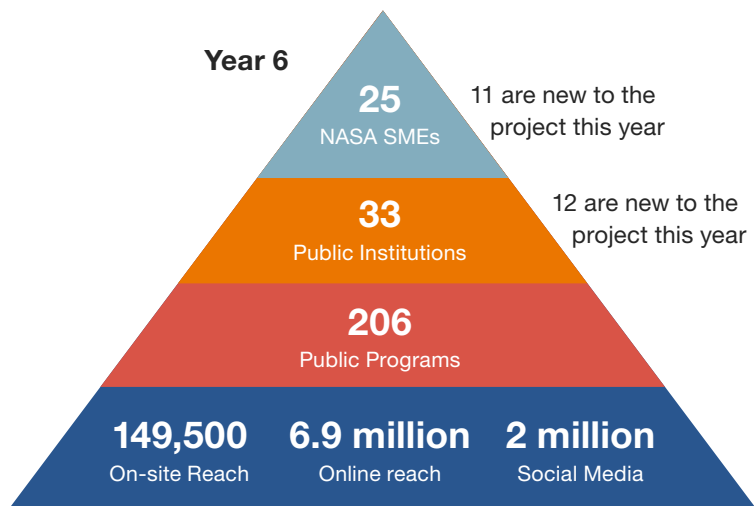 Year 6
25
NASA SMEs
11 are new to the
project this year
33
Public Institutions
12 are new to the
project this year
206
Public Programs
149,500 6.9 million 2 million
On-site Reach Online reach Social Media